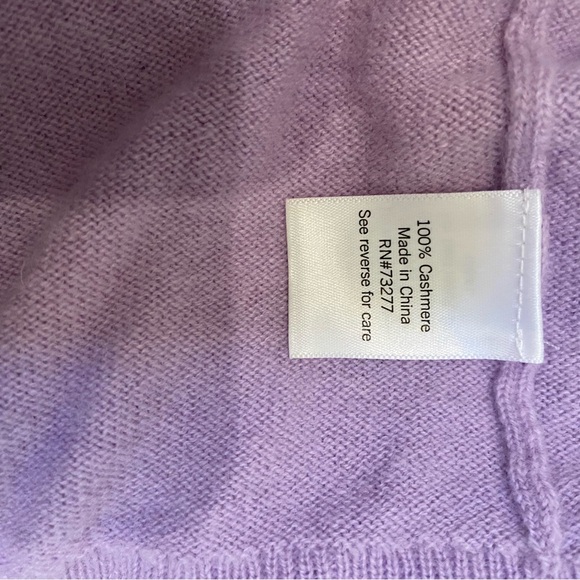 100% Cashmere
Made in China
RN#73277
See reverse for care